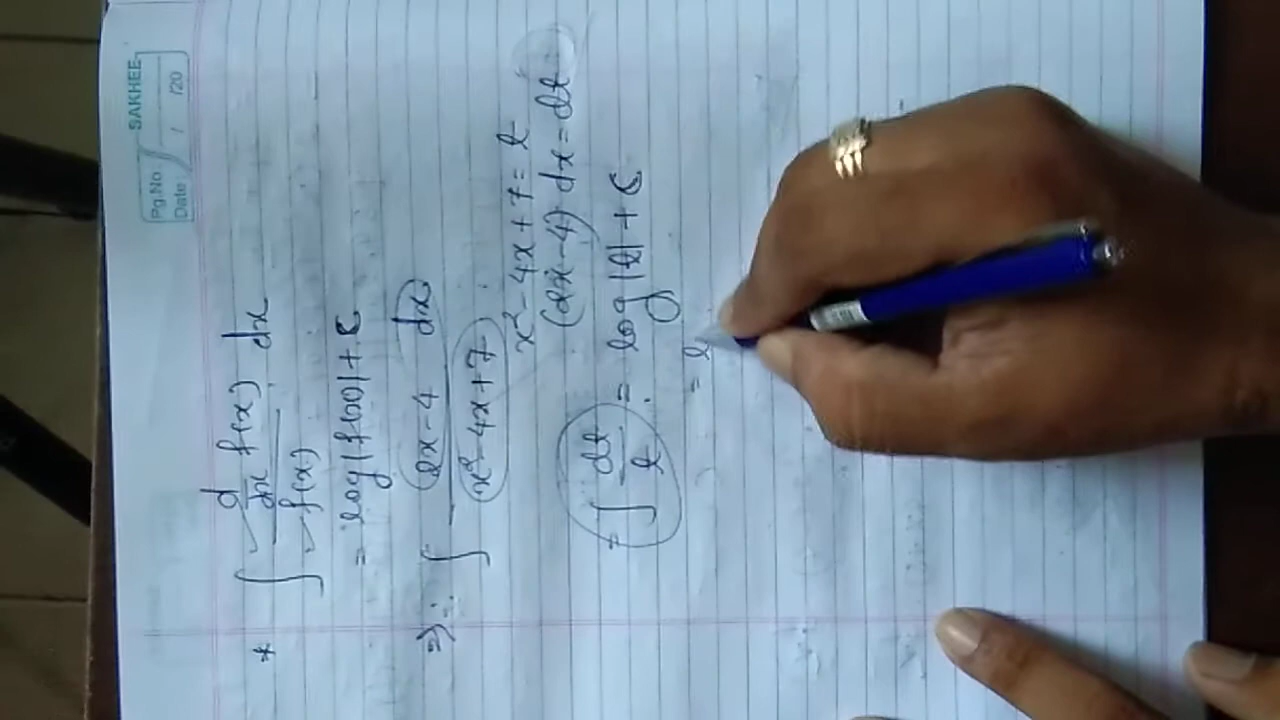 SAKHEE
Pg.No.
Date: / /20
* ∫ d/dx f(x) / f(x) dx
= log|f(x)| + c
⇒ ∫ 2x-4 / x²-4x+7 dx
x²-4x+7 = t
(2x-4) dx = dt
= ∫ dt/t = log|t| + c
= l